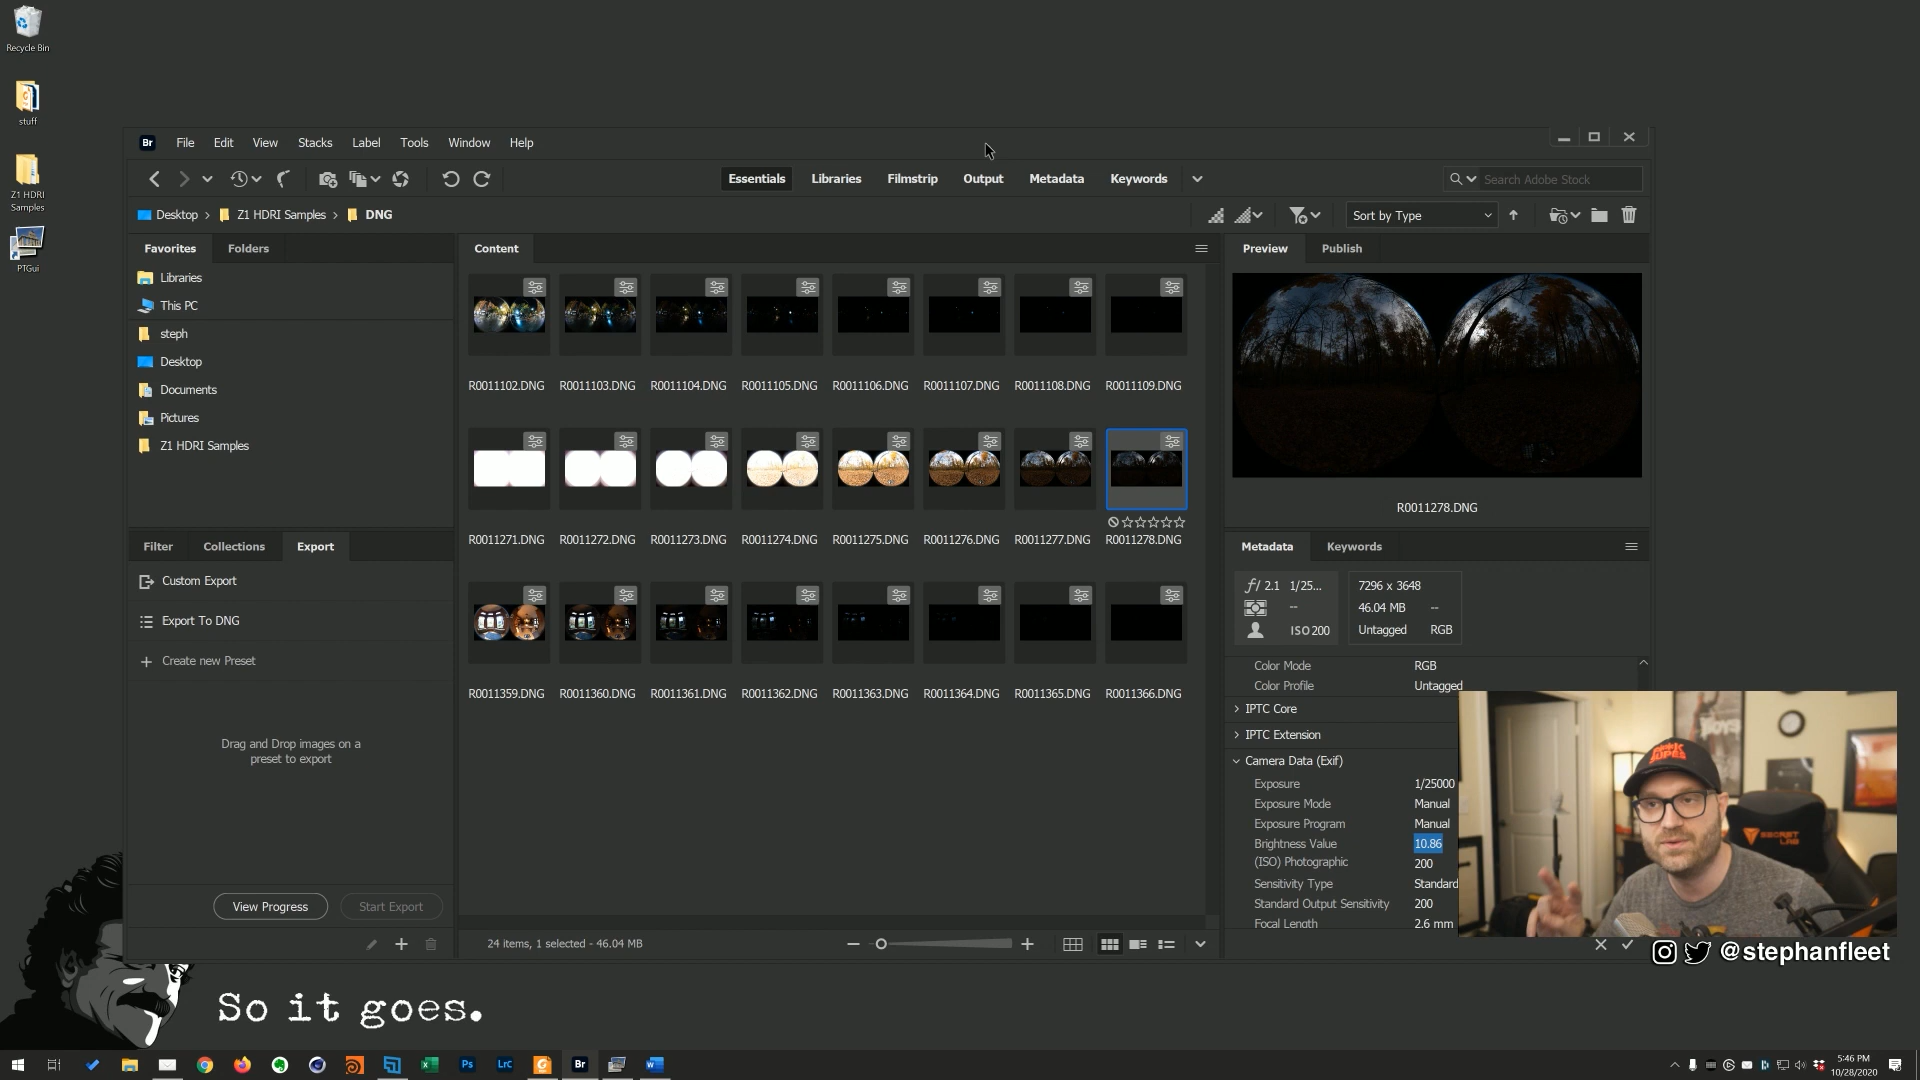 Recycle Bin
stuff
Z1 HDRI
Samples
PTGui
Br File Edit View Stacks Label Tools Window Help
Essentials Libraries Filmstrip Output Metadata Keywords
Search Adobe Stock
Desktop > Z1 HDRI Samples > DNG
Sort by Type
Favorites Folders
Libraries
This PC
steph
Desktop
Documents
Pictures
Z1 HDRI Samples
Filter Collections Export
Custom Export
Export To DNG
Create new Preset
Drag and Drop images on a
preset to export
View Progress Start Export
Content
R0011102.DNG R0011103.DNG R0011104.DNG R0011105.DNG R0011106.DNG R0011107.DNG R0011108.DNG R0011109.DNG
R0011271.DNG R0011272.DNG R0011273.DNG R0011274.DNG R0011275.DNG R0011276.DNG R0011277.DNG R0011278.DNG
R0011359.DNG R0011360.DNG R0011361.DNG R0011362.DNG R0011363.DNG R0011364.DNG R0011365.DNG R0011366.DNG
24 items, 1 selected - 46.04 MB
Preview Publish
R0011278.DNG
Metadata Keywords
f/ 2.1 1/25... 7296 x 3648
-- 46.04 MB --
ISO 200 Untagged RGB
Color Mode RGB
Color Profile Untagged
IPTC Core
IPTC Extension
Camera Data (Exif)
Exposure 1/25000
Exposure Mode Manual
Exposure Program Manual
Brightness Value 10.86
(ISO) Photographic 200
Sensitivity Type Standard
Standard Output Sensitivity 200
Focal Length 2.6 mm
SECRET
LAB
@stephanfleet
So it goes.
Ps LrC Br W
5:46 PM
10/28/2020